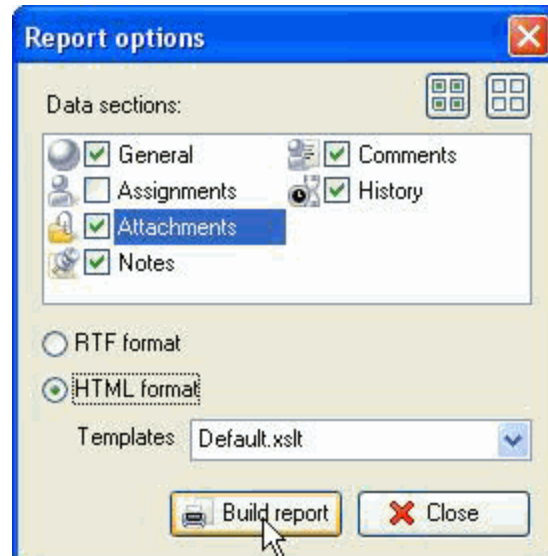 Report options
Data sections:
General
Comments
Assignments
History
Attachments
Notes
RTF format
HTML format
Templates Default.xslt
Build report Close